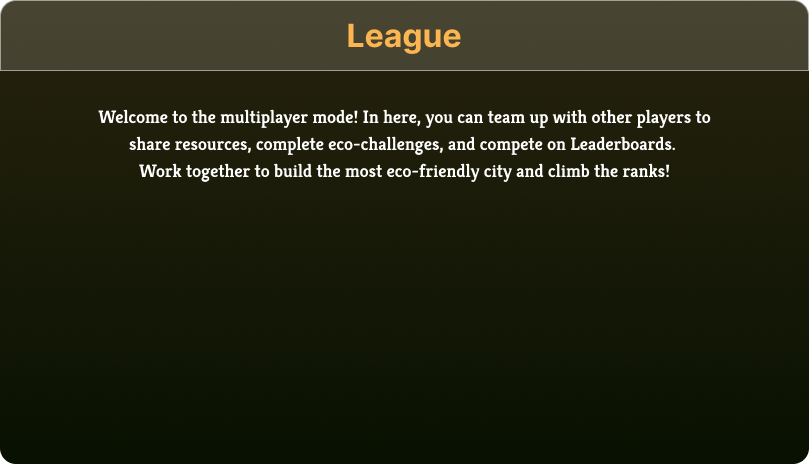 League
Welcome to the multiplayer mode! In here, you can team up with other players to
share resources, complete eco-challenges, and compete on Leaderboards.
Work together to build the most eco-friendly city and climb the ranks!